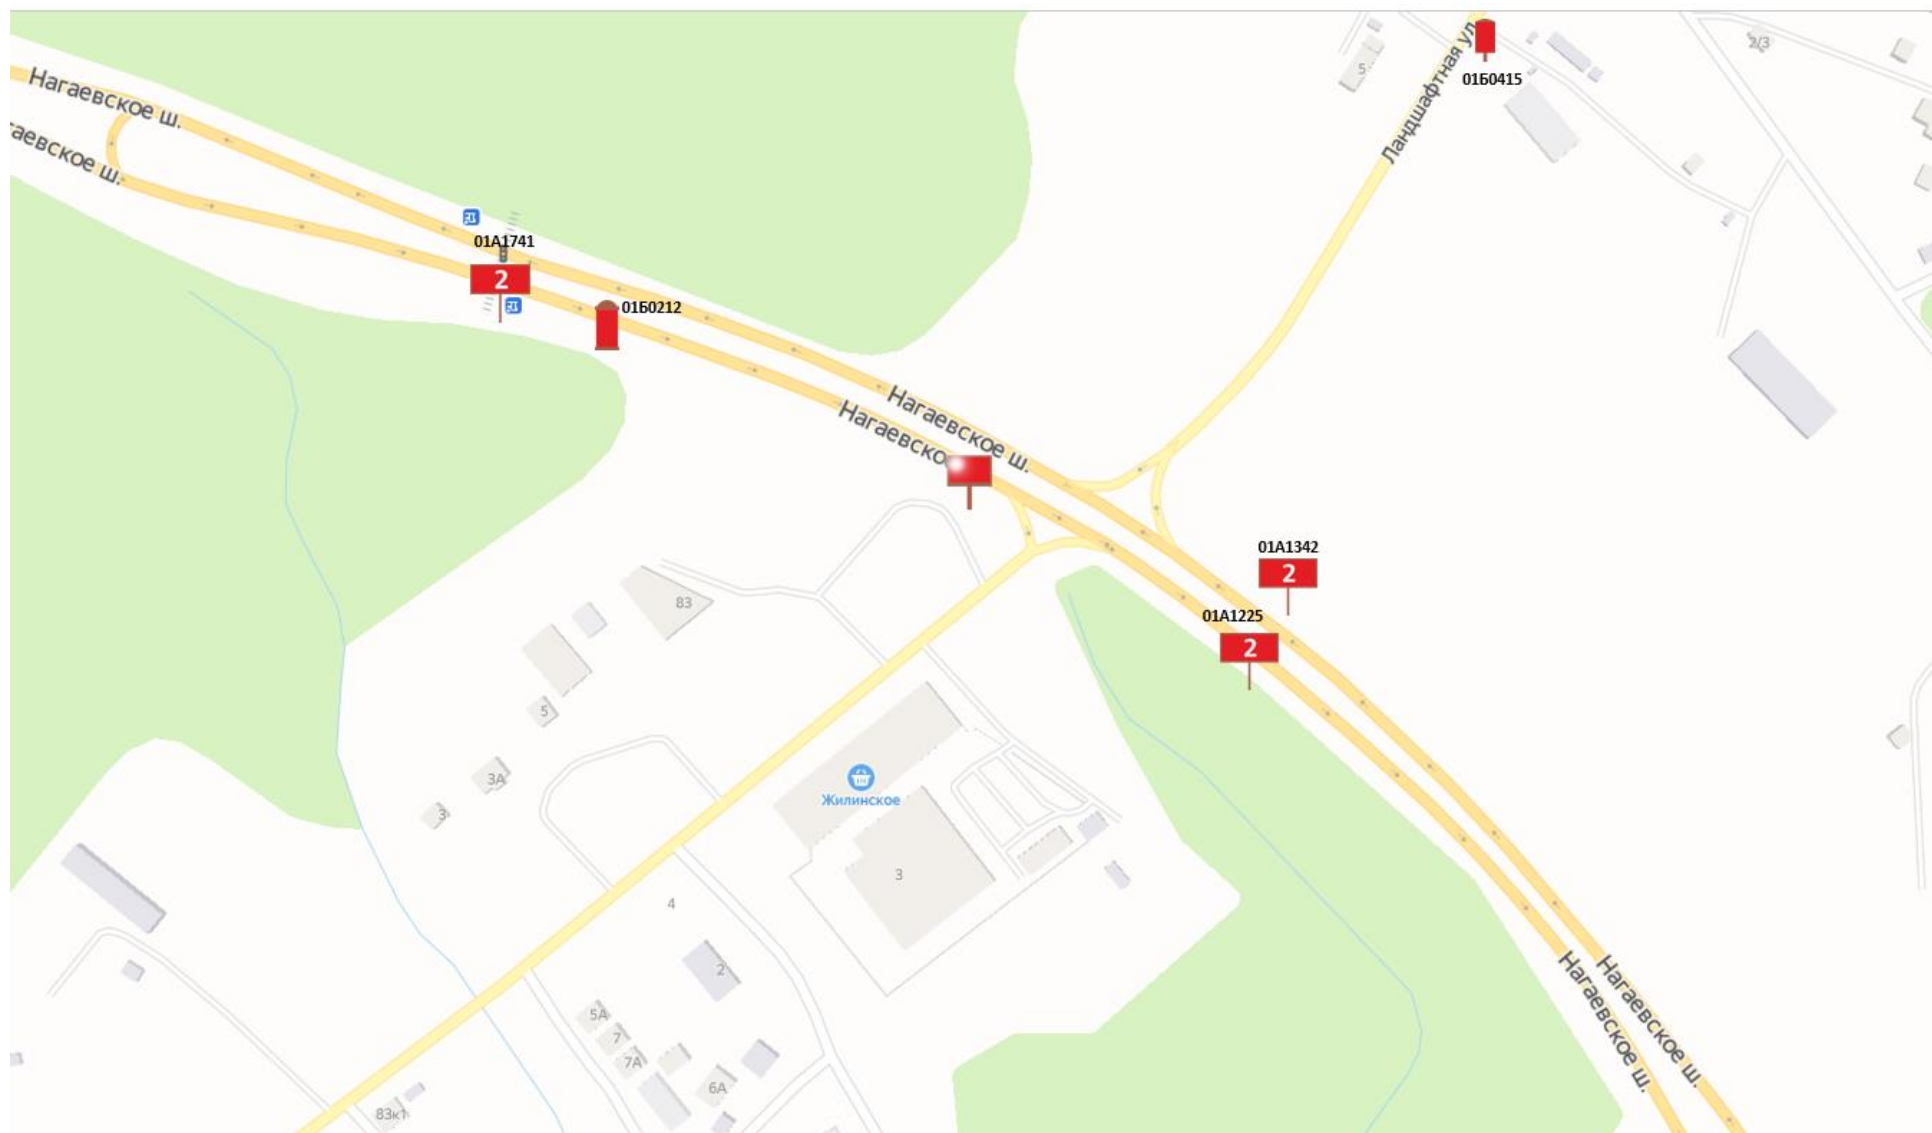 2/3
5
Ландшафтная ул.
01Б0415
Нагаевское ш.
гаевское ш.
01А1741
2
01Б0212
Нагаевское ш.
Нагаевско
01А1342
2
01А1225
2
83
5
3А
3
Жилинское
3
4
2
5А
7
7А
6А
83к1
Нагаевское ш.
Нагаевское ш.